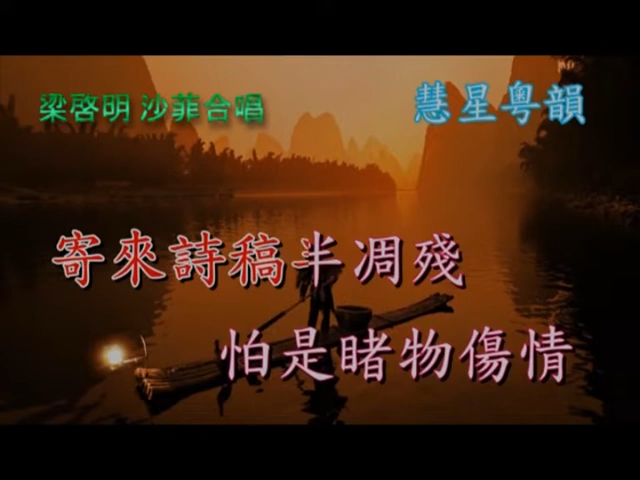 梁啓明 沙菲合唱
慧星粵韻
寄來詩稿半凋殘
怕是睹物傷情